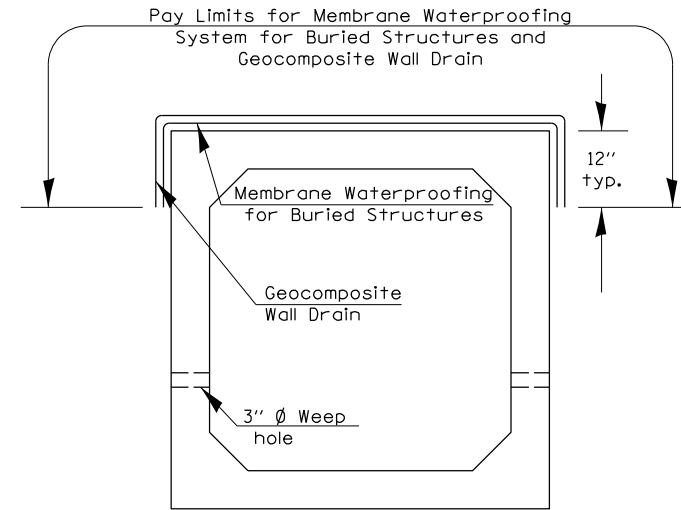 Pay Limits for Membrane Waterproofing
System for Buried Structures and
Geocomposite Wall Drain
12''
typ.
Membrane Waterproofing
for Buried Structures
Geocomposite
Wall Drain
3'' Ø Weep
hole